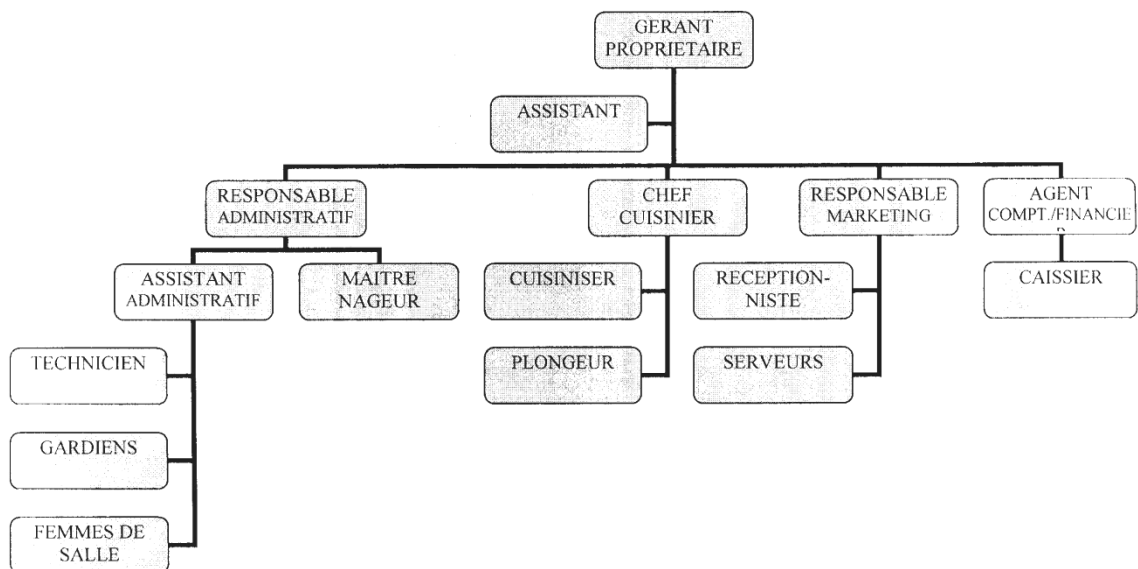 GERANT
PROPRIETAIRE
ASSISTANT
RESPONSABLE
ADMINISTRATIF
CHEF
CUISINIER
RESPONSABLE
MARKETING
AGENT
COMPT./FINANCIE
R
ASSISTANT
ADMINISTRATIF
MAITRE
NAGEUR
CUISINISER
RECEPTION-
NISTE
CAISSIER
TECHNICIEN
PLONGEUR
SERVEURS
GARDIENS
FEMMES DE
SALLE